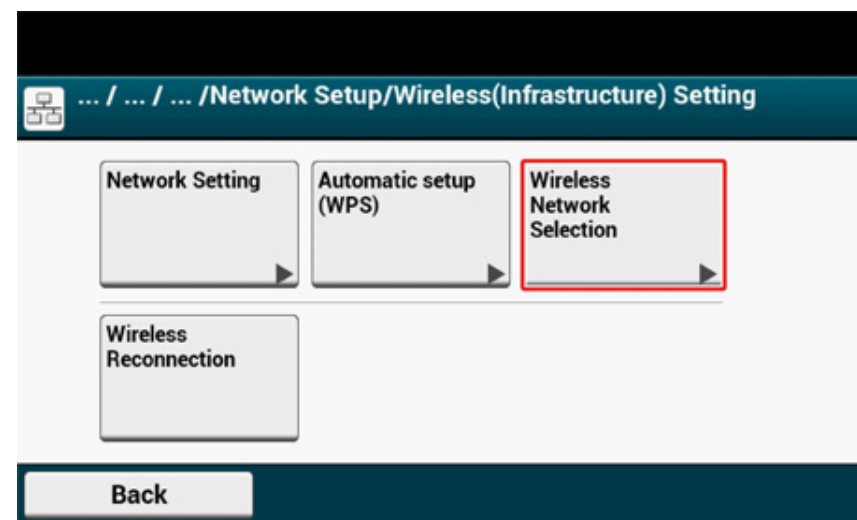 ... / ... / ... /Network Setup/Wireless(Infrastructure) Setting
Network Setting
Automatic setup
(WPS)
Wireless
Network
Selection
Wireless
Reconnection
Back